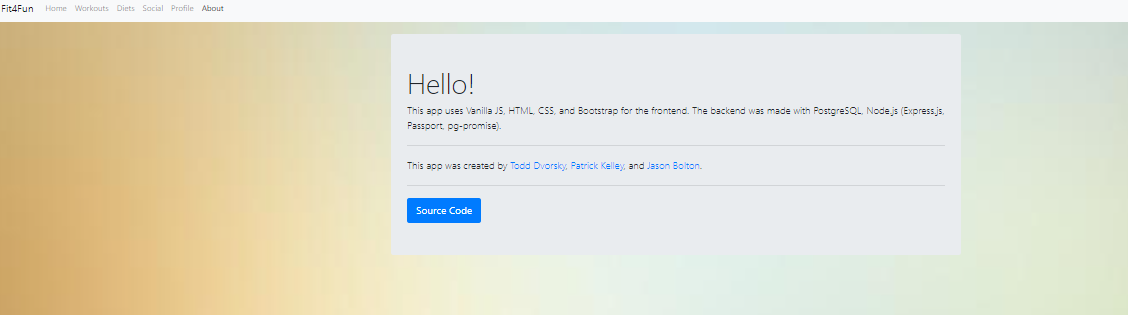 Fit4Fun Home Workouts Diets Social Profile About
Hello!
This app uses Vanilla JS, HTML, CSS, and Bootstrap for the frontend. The backend was made with PostgreSQL, Node.js (Express.js,
Passport, pg-promise).
This app was created by Todd Dvorsky, Patrick Kelley, and Jason Bolton.
Source Code